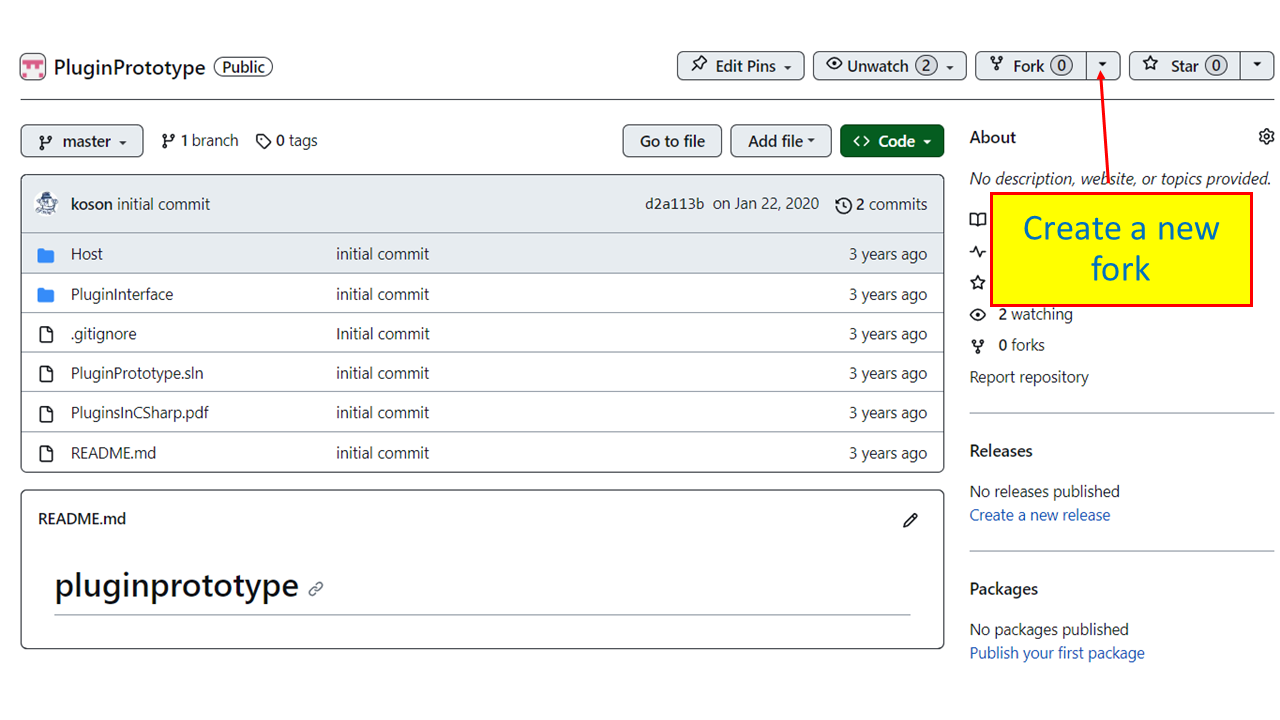 PluginPrototype Public Edit Pins Unwatch 2 Fork 0 Star 0
master 1 branch 0 tags Go to file Add file <> Code
koson initial commit d2a113b on Jan 22, 2020 2 commits
Host initial commit 3 years ago
PluginInterface initial commit 3 years ago
.gitignore Initial commit 3 years ago
PluginPrototype.sln initial commit 3 years ago
PluginsInCSharp.pdf initial commit 3 years ago
README.md initial commit 3 years ago
README.md
pluginprototype
About
No description, website, or topics provided.
Create a new
fork
2 watching
0 forks
Report repository
Releases
No releases published
Create a new release
Packages
No packages published
Publish your first package